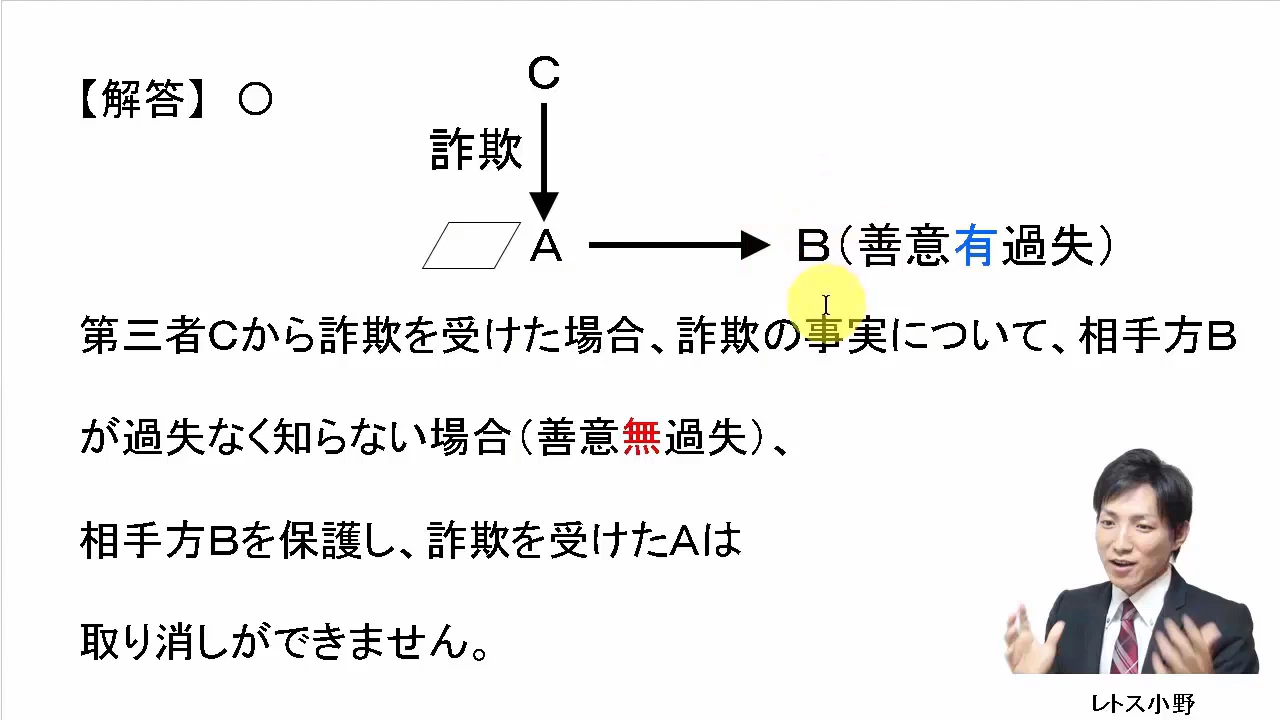 【解答】 ○
C
詐欺
A
B(善意有過失)
第三者Cから詐欺を受けた場合、詐欺の事実について、相手方B
が過失なく知らない場合(善意無過失)、
相手方Bを保護し、詐欺を受けたAは
取り消しができません。
レトス小野